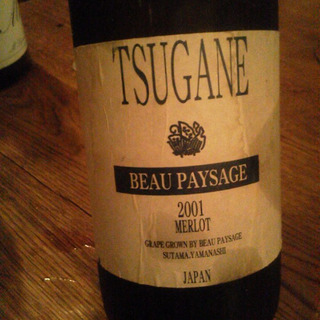 TSUGANE
BEAU PAYSAGE
2001
MERLOT
GRAPE GROWN BY BEAU PAYSAGE
SUTAMA.YAMANASHI
JAPAN